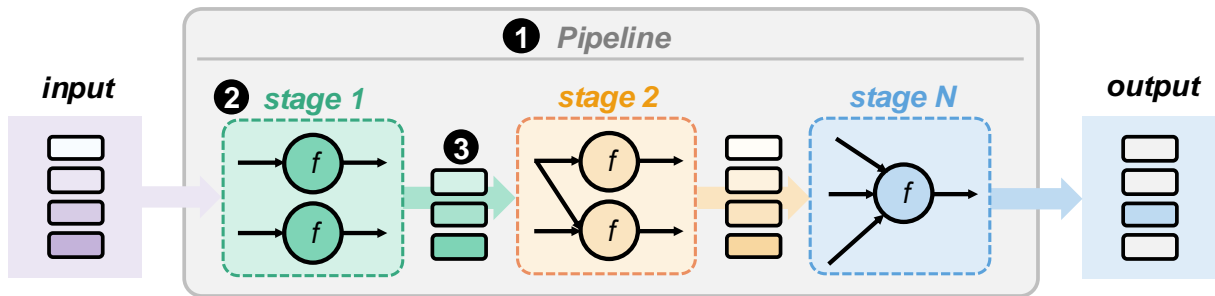 1 Pipeline
input
2 stage 1
stage 2
stage N
output
3
f
f
f
f
f